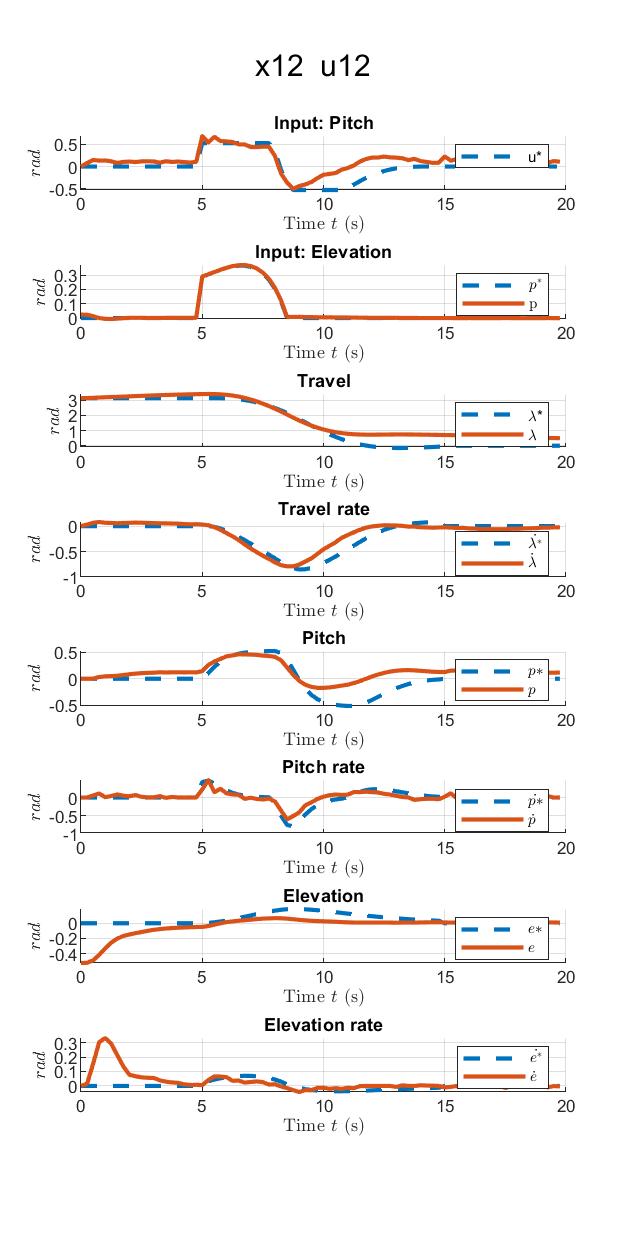 x12 u12
Input: Pitch
rad
0.5
0
-0.5
u*
0 5 10 15 20
Time t (s)
Input: Elevation
rad
0.3
0.2
0.1
0
p*
p
0 5 10 15 20
Time t (s)
Travel
rad
3
2
1
0
λ*
λ
0 5 10 15 20
Time t (s)
Travel rate
rad
0
-0.5
-1
λ̇*
λ̇
0 5 10 15 20
Time t (s)
Pitch
rad
0.5
0
-0.5
p*
p
0 5 10 15 20
Time t (s)
Pitch rate
rad
0
-0.5
-1
ṗ*
ṗ
0 5 10 15 20
Time t (s)
Elevation
rad
0
-0.2
-0.4
e*
e
0 5 10 15 20
Time t (s)
Elevation rate
rad
0.3
0.2
0.1
0
ė*
ė
0 5 10 15 20
Time t (s)